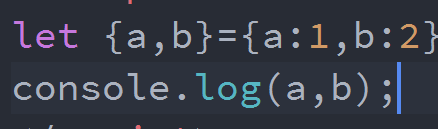 let {a,b}={a:1,b:2}
console.log(a,b);